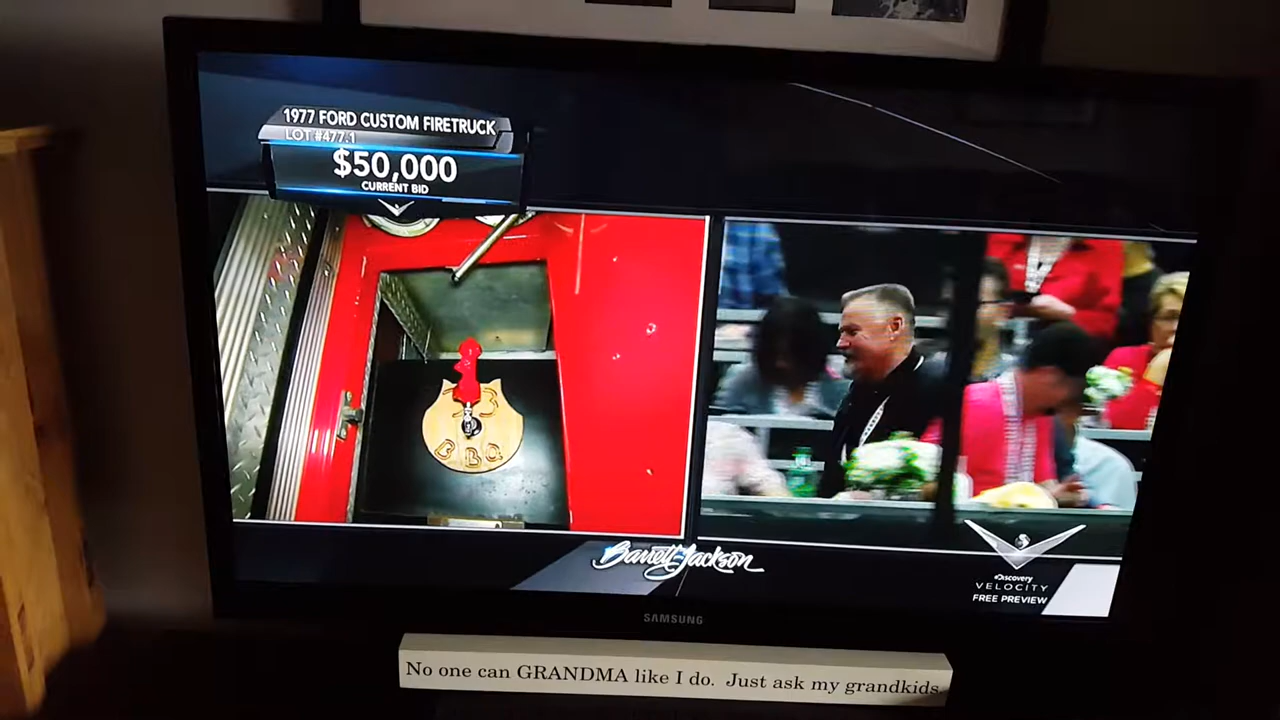 1977 FORD CUSTOM FIRETRUCK
LOT #477.1
$50,000
CURRENT BID
BBQ
Barrett-Jackson
Discovery
VELOCITY
FREE PREVIEW
SAMSUNG
No one can GRANDMA like I do. Just ask my grandkids.